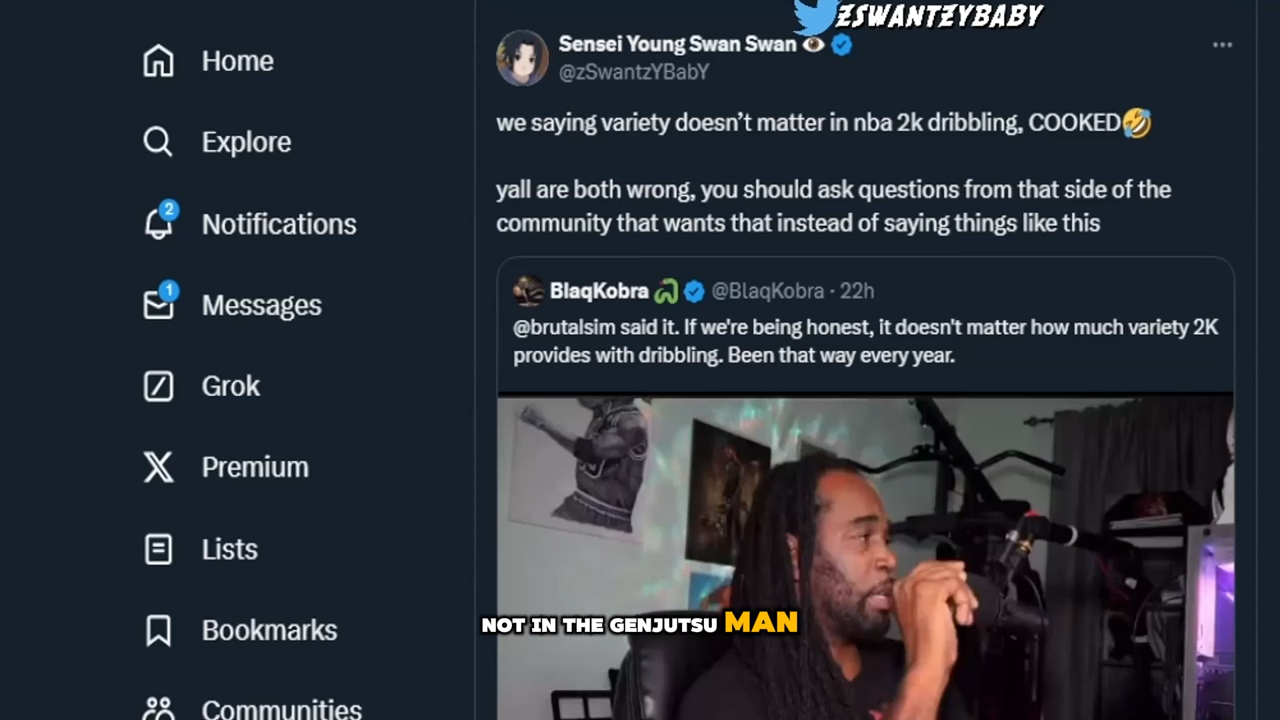 ZSWANTZYBABY
Home
Explore
2
Notifications
1
Messages
Grok
Premium
Lists
Bookmarks
Communities
Sensei Young Swan Swan 👁
@zSwantzYBabY
we saying variety doesn’t matter in nba 2k dribbling, COOKED🤣
yall are both wrong, you should ask questions from that side of the
community that wants that instead of saying things like this
BlaqKobra 🐍 @BlaqKobra · 22h
@brutalsim said it. If we're being honest, it doesn't matter how much variety 2K
provides with dribbling. Been that way every year.
NOT IN THE GENJUTSU MAN